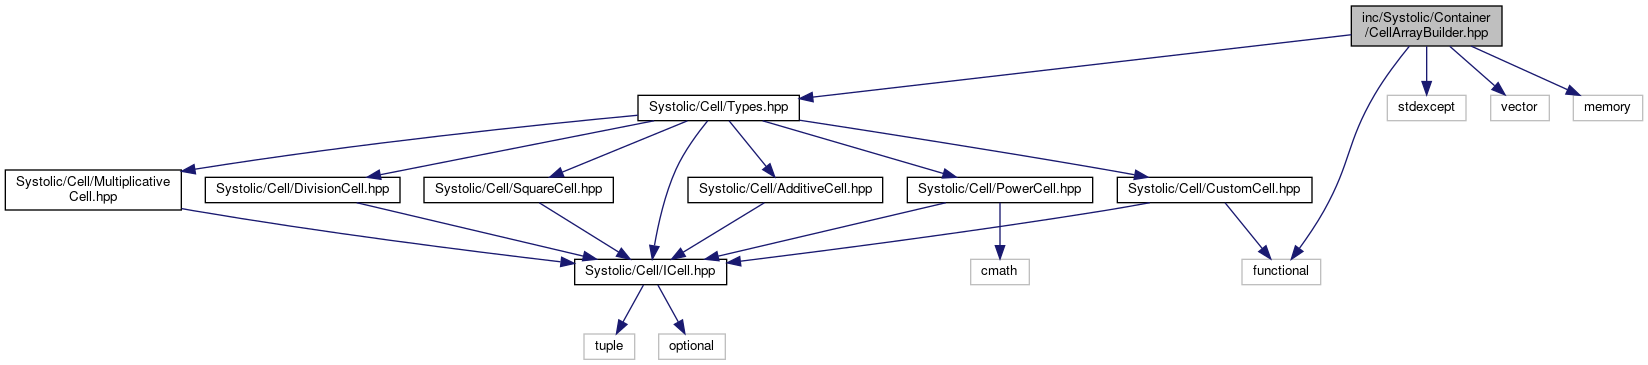 inc/Systolic/Container
/CellArrayBuilder.hpp
Systolic/Cell/Types.hpp
stdexcept
vector
memory
Systolic/Cell/Multiplicative
Cell.hpp
Systolic/Cell/DivisionCell.hpp
Systolic/Cell/SquareCell.hpp
Systolic/Cell/AdditiveCell.hpp
Systolic/Cell/PowerCell.hpp
Systolic/Cell/CustomCell.hpp
Systolic/Cell/ICell.hpp
cmath
functional
tuple
optional